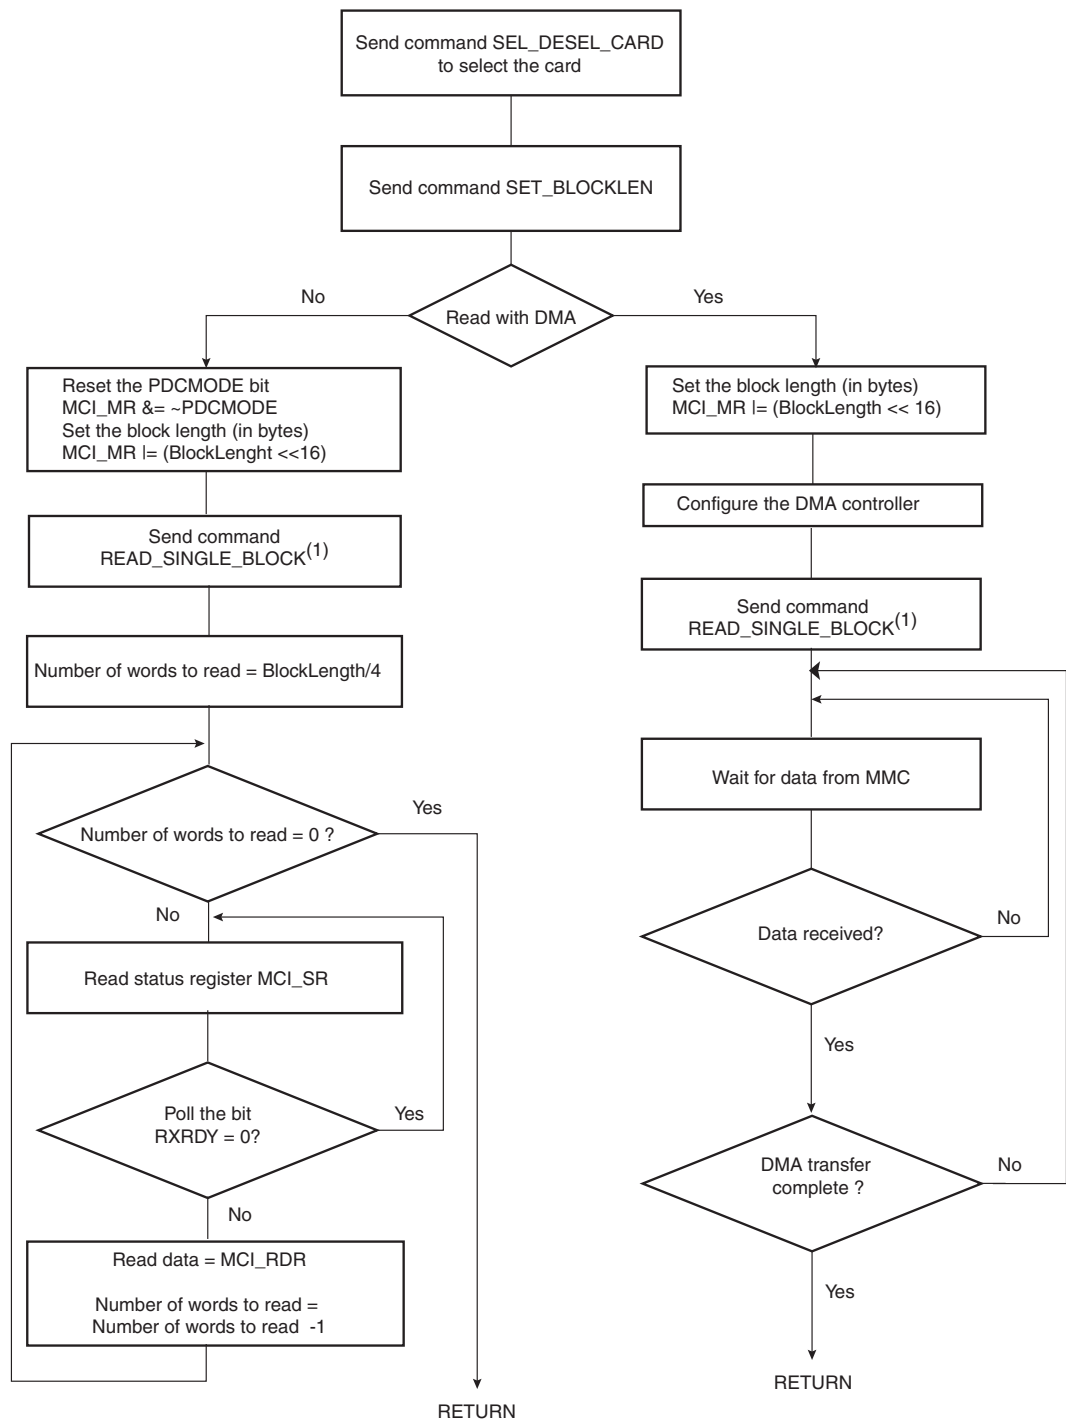 Send command SEL_DESEL_CARD
to select the card
Send command SET_BLOCKLEN
No
Yes
Read with DMA
Reset the PDCMODE bit
MCI_MR &= ~PDCMODE
Set the block length (in bytes)
MCI_MR |= (BlockLenght <<16)
Send command
READ_SINGLE_BLOCK(1)
Number of words to read = BlockLength/4
Number of words to read = 0 ?
Yes
No
Read status register MCI_SR
Poll the bit
RXRDY = 0?
Yes
No
Read data = MCI_RDR
Number of words to read =
Number of words to read -1
RETURN
Set the block length (in bytes)
MCI_MR |= (BlockLength << 16)
Configure the DMA controller
Send command
READ_SINGLE_BLOCK(1)
Wait for data from MMC
Data received?
No
Yes
DMA transfer
complete ?
No
Yes
RETURN